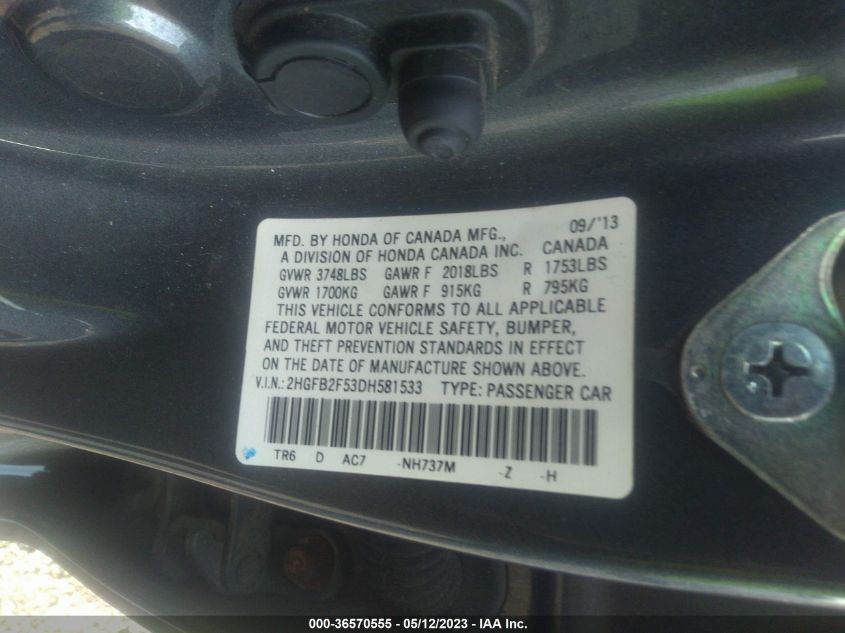 09/'13
MFD. BY HONDA OF CANADA MFG.,
A DIVISION OF HONDA CANADA INC. CANADA
GVWR 3748LBS GAWR F 2018LBS R 1753LBS
GVWR 1700KG GAWR F 915KG R 795KG
THIS VEHICLE CONFORMS TO ALL APPLICABLE
FEDERAL MOTOR VEHICLE SAFETY, BUMPER,
AND THEFT PREVENTION STANDARDS IN EFFECT
ON THE DATE OF MANUFACTURE SHOWN ABOVE.
V.I.N.: 2HGFB2F53DH581533 TYPE: PASSENGER CAR
TR6 D AC7 -NH737M -Z -H
000-36570555 - 05/12/2023 - IAA Inc.